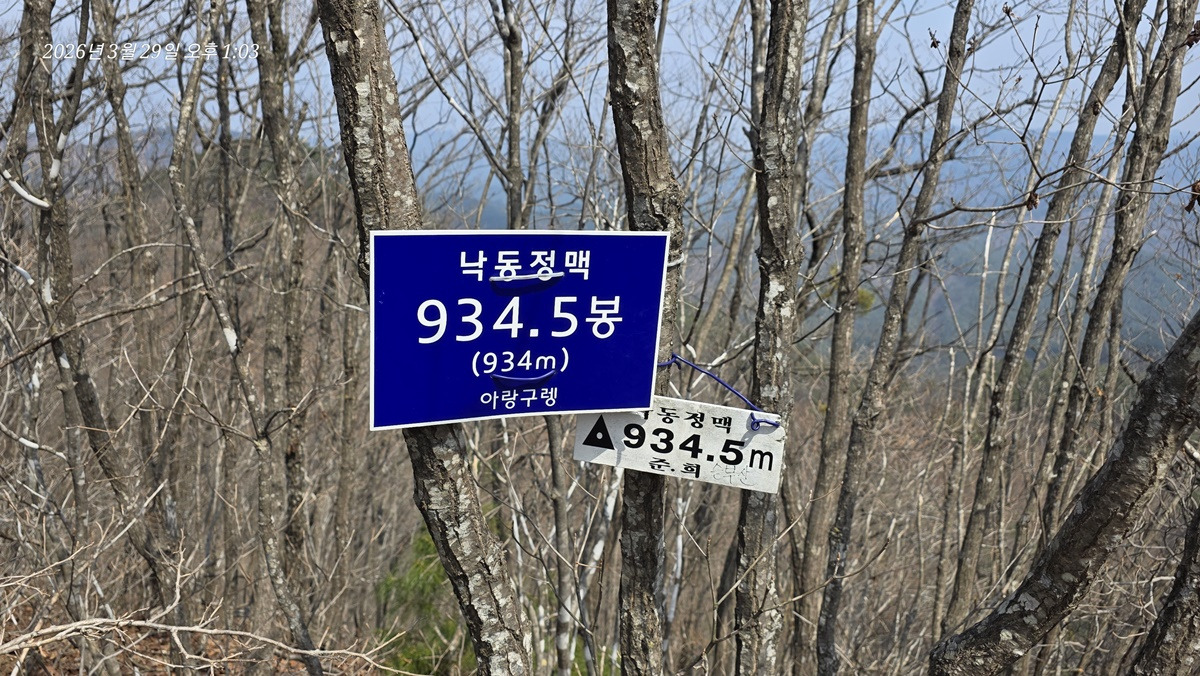 2026년 3월 29일 오후 1:03
낙동정맥
934.5봉
(934m)
아랑구렝
낙동정맥
▲934.5m
준.희